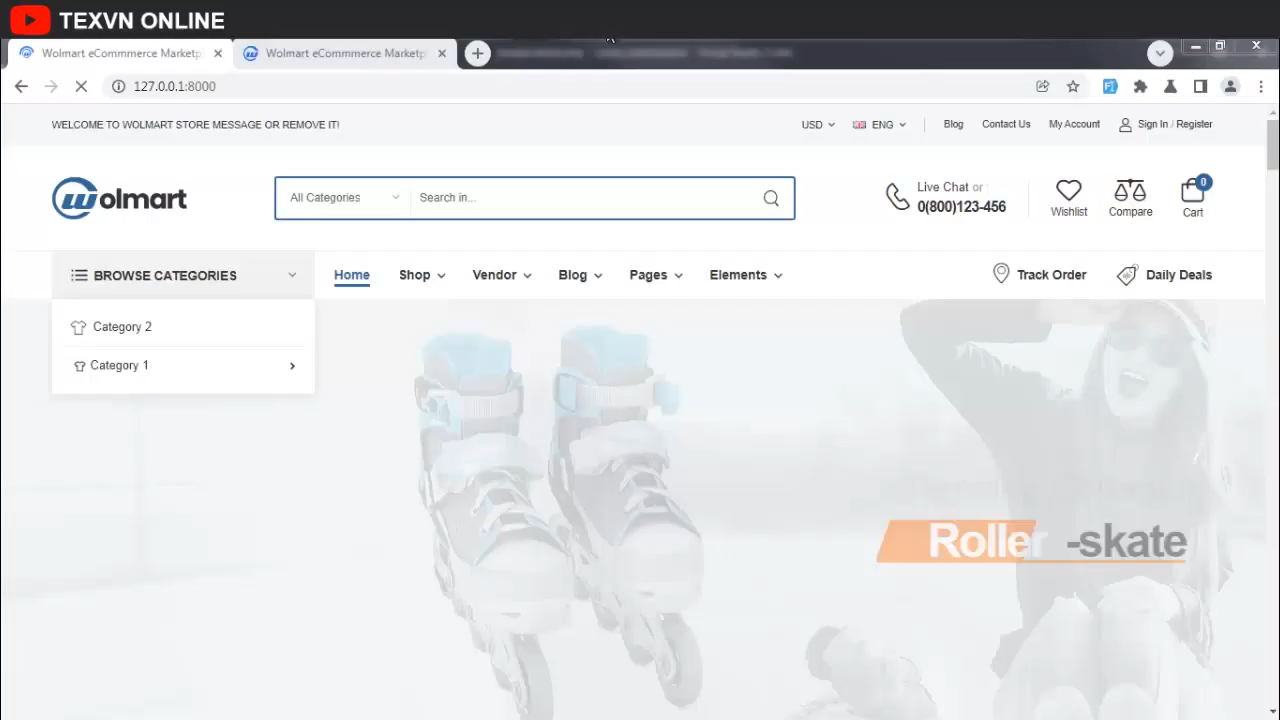 TEXVN ONLINE
Wolmart eCommmerce Marketp
Wolmart eCommmerce Marketp
127.0.0.1:8000
WELCOME TO WOLMART STORE MESSAGE OR REMOVE IT!
USD
ENG
Blog
Contact Us
My Account
Sign In / Register
Wolmart
All Categories
Search in...
Live Chat or :
0(800)123-456
Wishlist
Compare
0
Cart
BROWSE CATEGORIES
Home
Shop
Vendor
Blog
Pages
Elements
Track Order
Daily Deals
Category 2
Category 1
Roller -skate